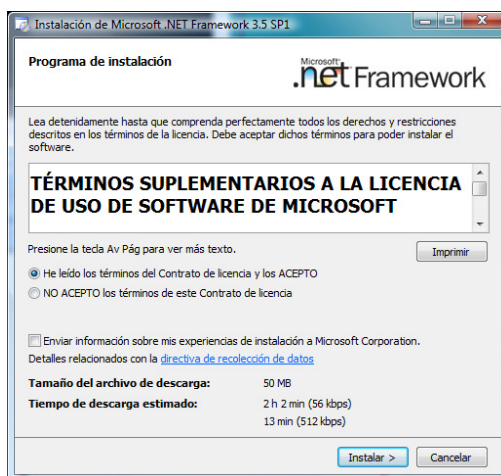 Instalación de Microsoft .NET Framework 3.5 SP1
Programa de instalación
Microsoft
.net Framework
Lea detenidamente hasta que comprenda perfectamente todos los derechos y restricciones
descritos en los términos de la licencia. Debe aceptar dichos términos para poder instalar el
software.
TÉRMINOS SUPLEMENTARIOS A LA LICENCIA
DE USO DE SOFTWARE DE MICROSOFT
Presione la tecla Av Pág para ver más texto.
Imprimir
He leído los términos del Contrato de licencia y los ACEPTO
NO ACEPTO los términos de este Contrato de licencia
Enviar información sobre mis experiencias de instalación a Microsoft Corporation.
Detalles relacionados con la directiva de recolección de datos
Tamaño del archivo de descarga: 50 MB
Tiempo de descarga estimado: 2 h 2 min (56 kbps)
13 min (512 kbps)
Instalar >
Cancelar